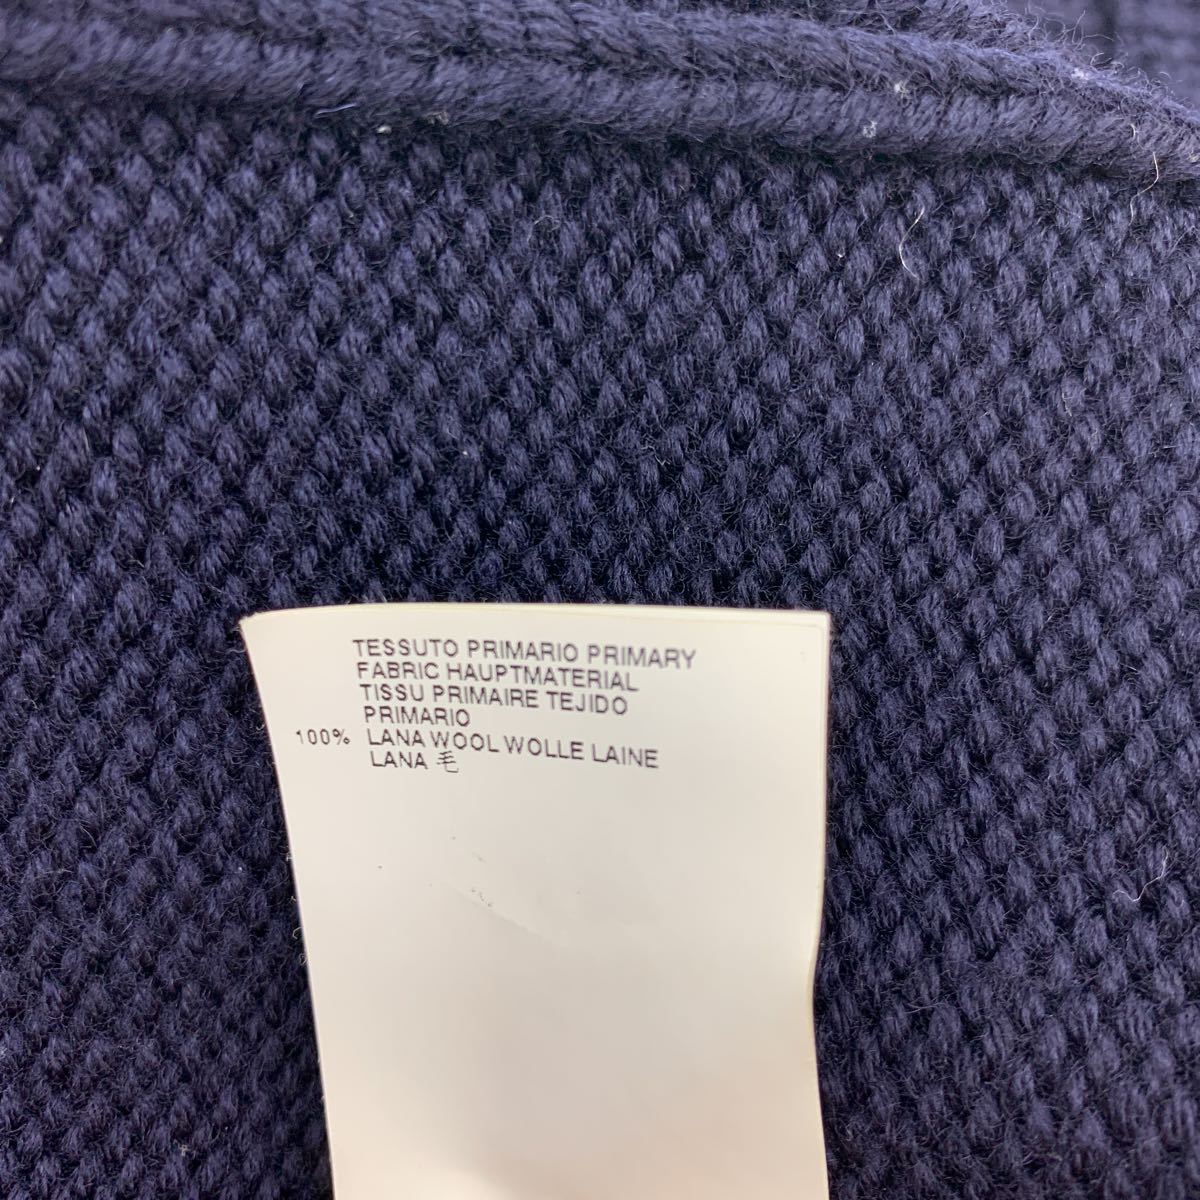 TESSUTO PRIMARIO PRIMARY
FABRIC HAUPTMATERIAL
TISSU PRIMAIRE TEJIDO
PRIMARIO
100% LANA WOOL WOLLE LAINE
LANA 毛